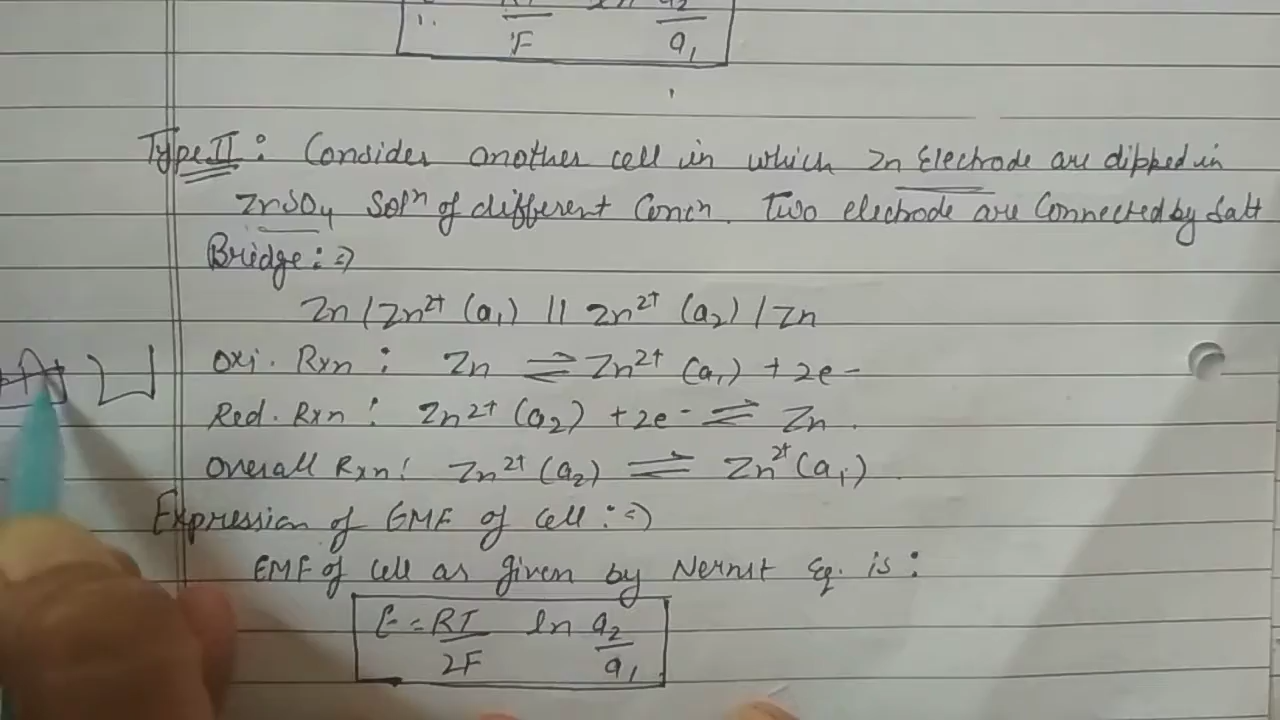 F a₁
Type II : Consider another cell in which Zn Electrode are dipped in
ZnSO₄ Solⁿ of different Concⁿ. Two electrode are Connected by Salt
Bridge :⇒
Zn / Zn²⁺ (a₁) || Zn²⁺ (a₂) / Zn
Oxi. Rxn : Zn ⇌ Zn²⁺ (a₁) + 2e-
Red. Rxn : Zn²⁺ (a₂) + 2e- ⇌ Zn.
Overall Rxn : Zn²⁺ (a₂) ⇌ Zn²⁺ (a₁)
Expression of EMF of Cell :⇒
EMF of Cell as given by Nernst Eq. is :
E = RT/2F ln a₂/a₁